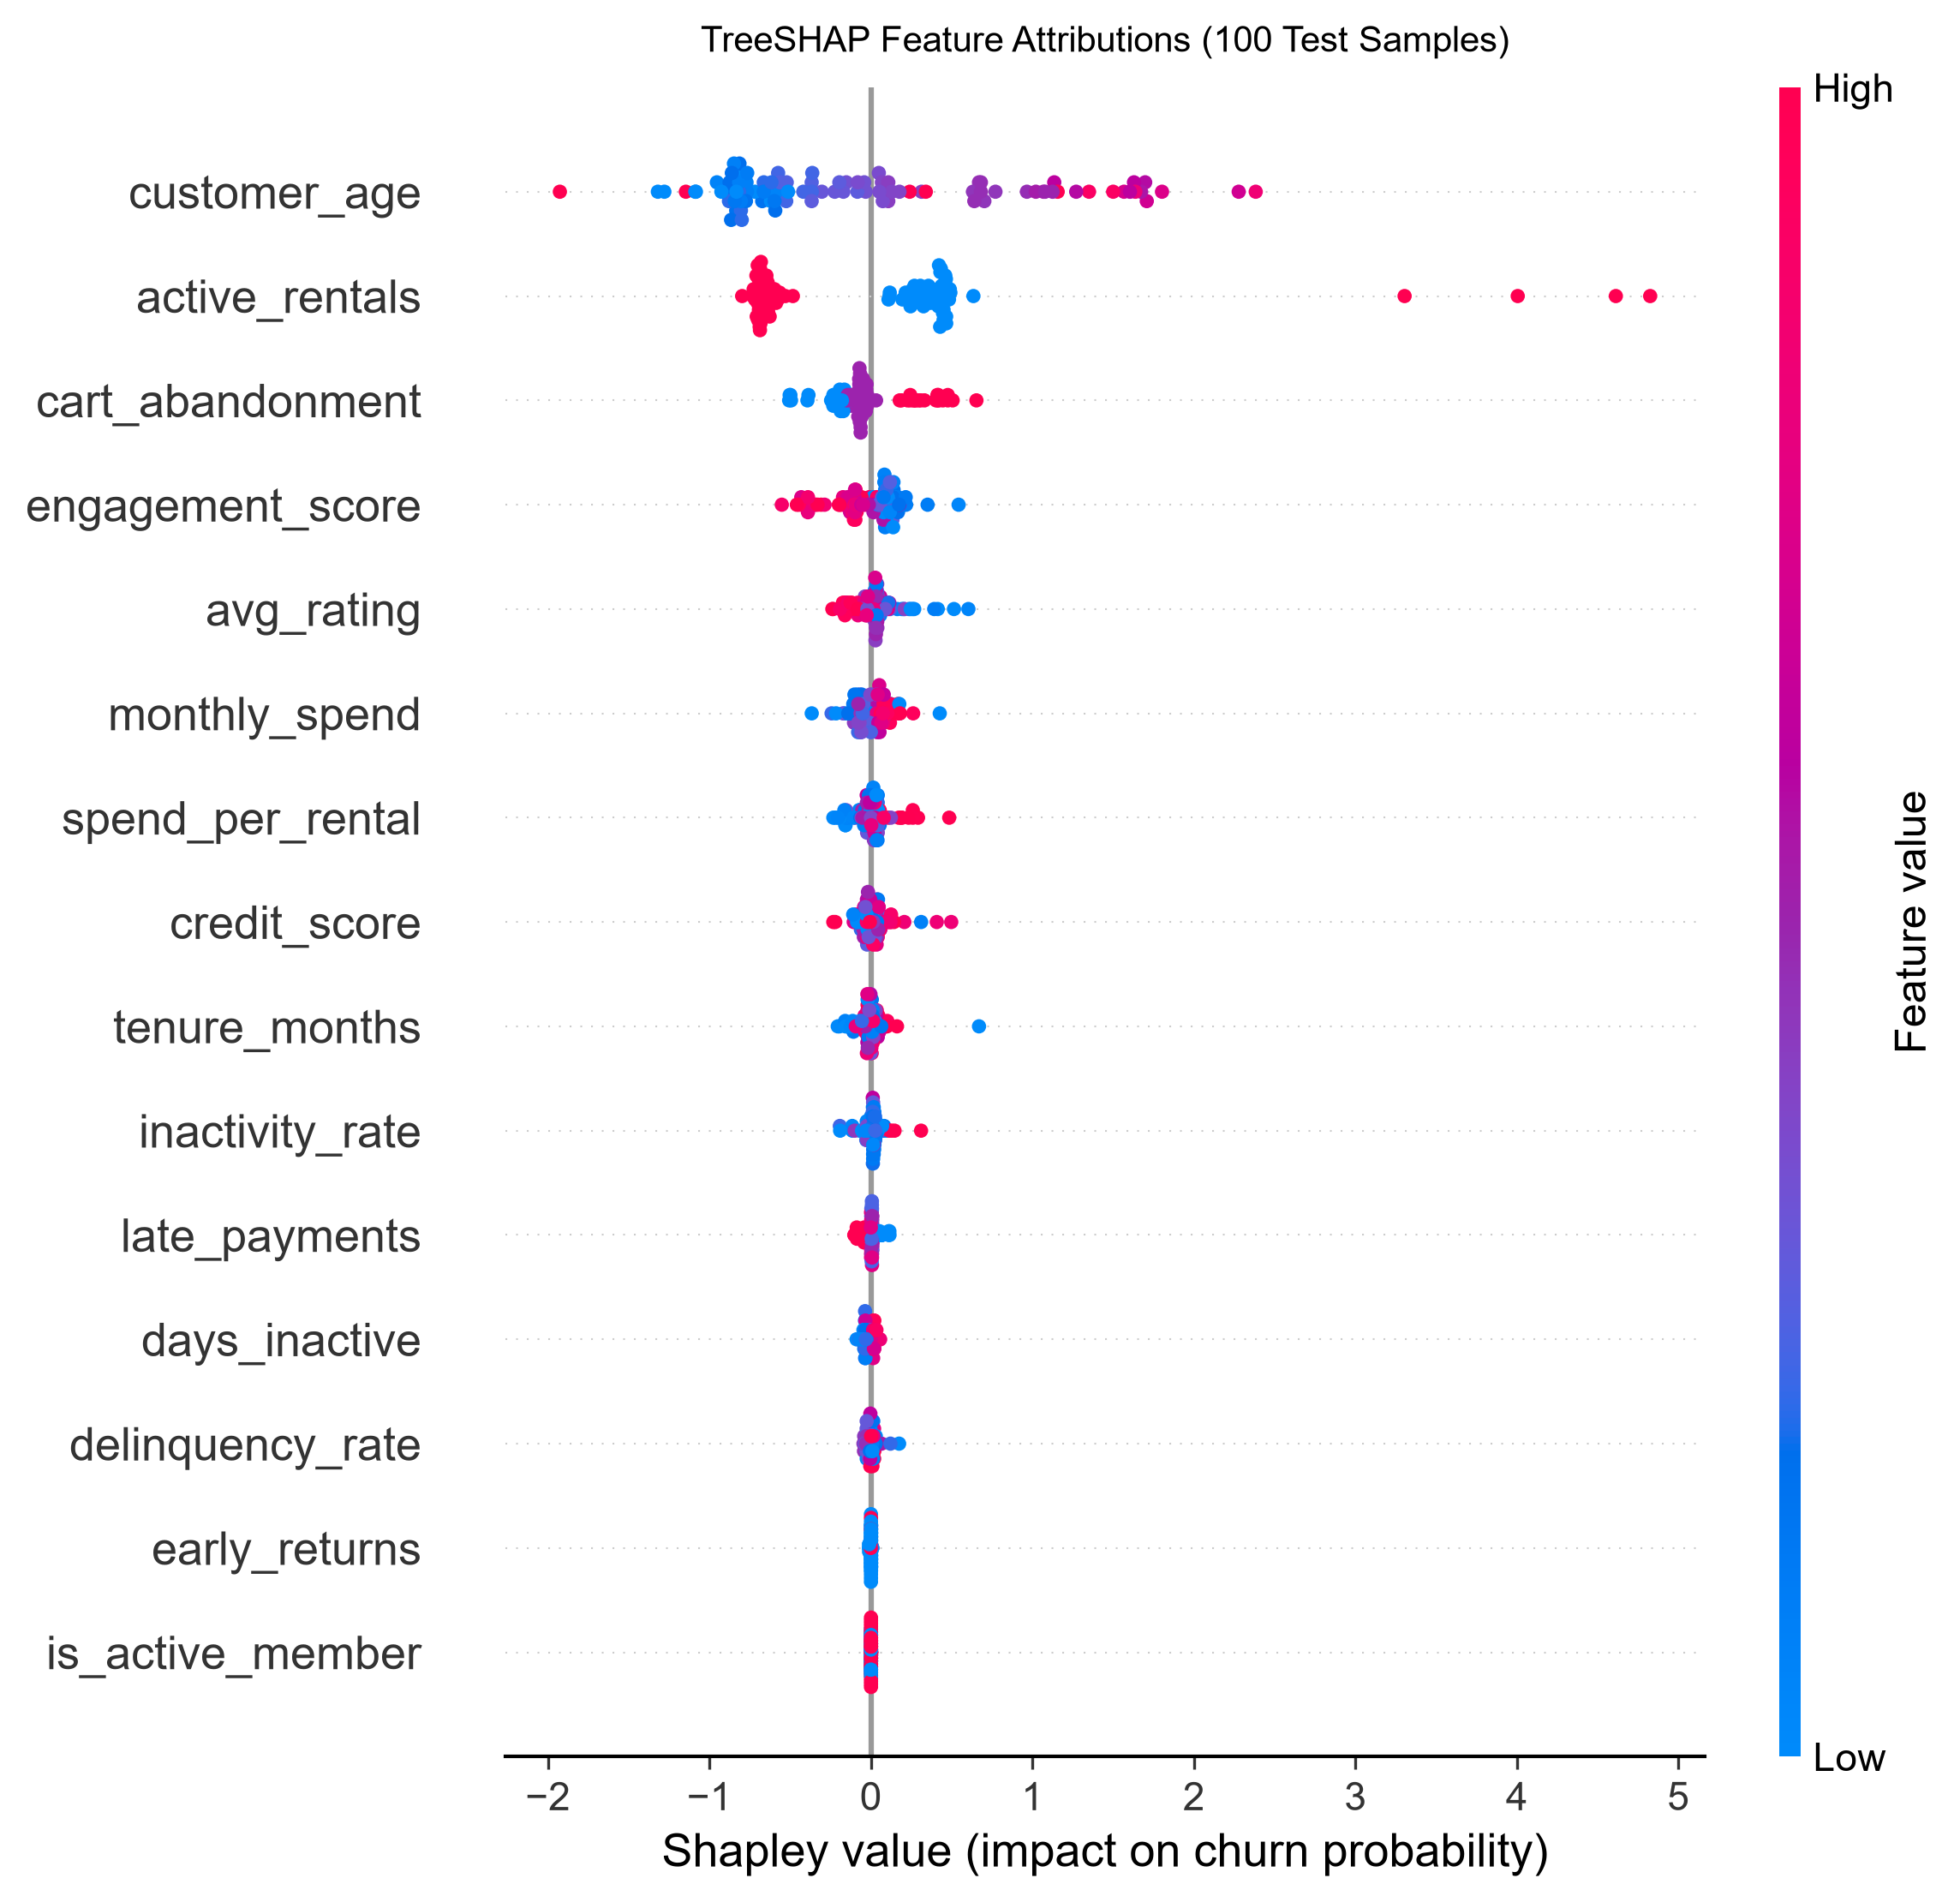 TreeSHAP Feature Attributions (100 Test Samples)
High
customer_age
active_rentals
cart_abandonment
engagement_score
avg_rating
monthly_spend
spend_per_rental
credit_score
tenure_months
inactivity_rate
late_payments
days_inactive
delinquency_rate
early_returns
is_active_member
Feature value
Low
−2 −1 0 1 2 3 4 5
Shapley value (impact on churn probability)